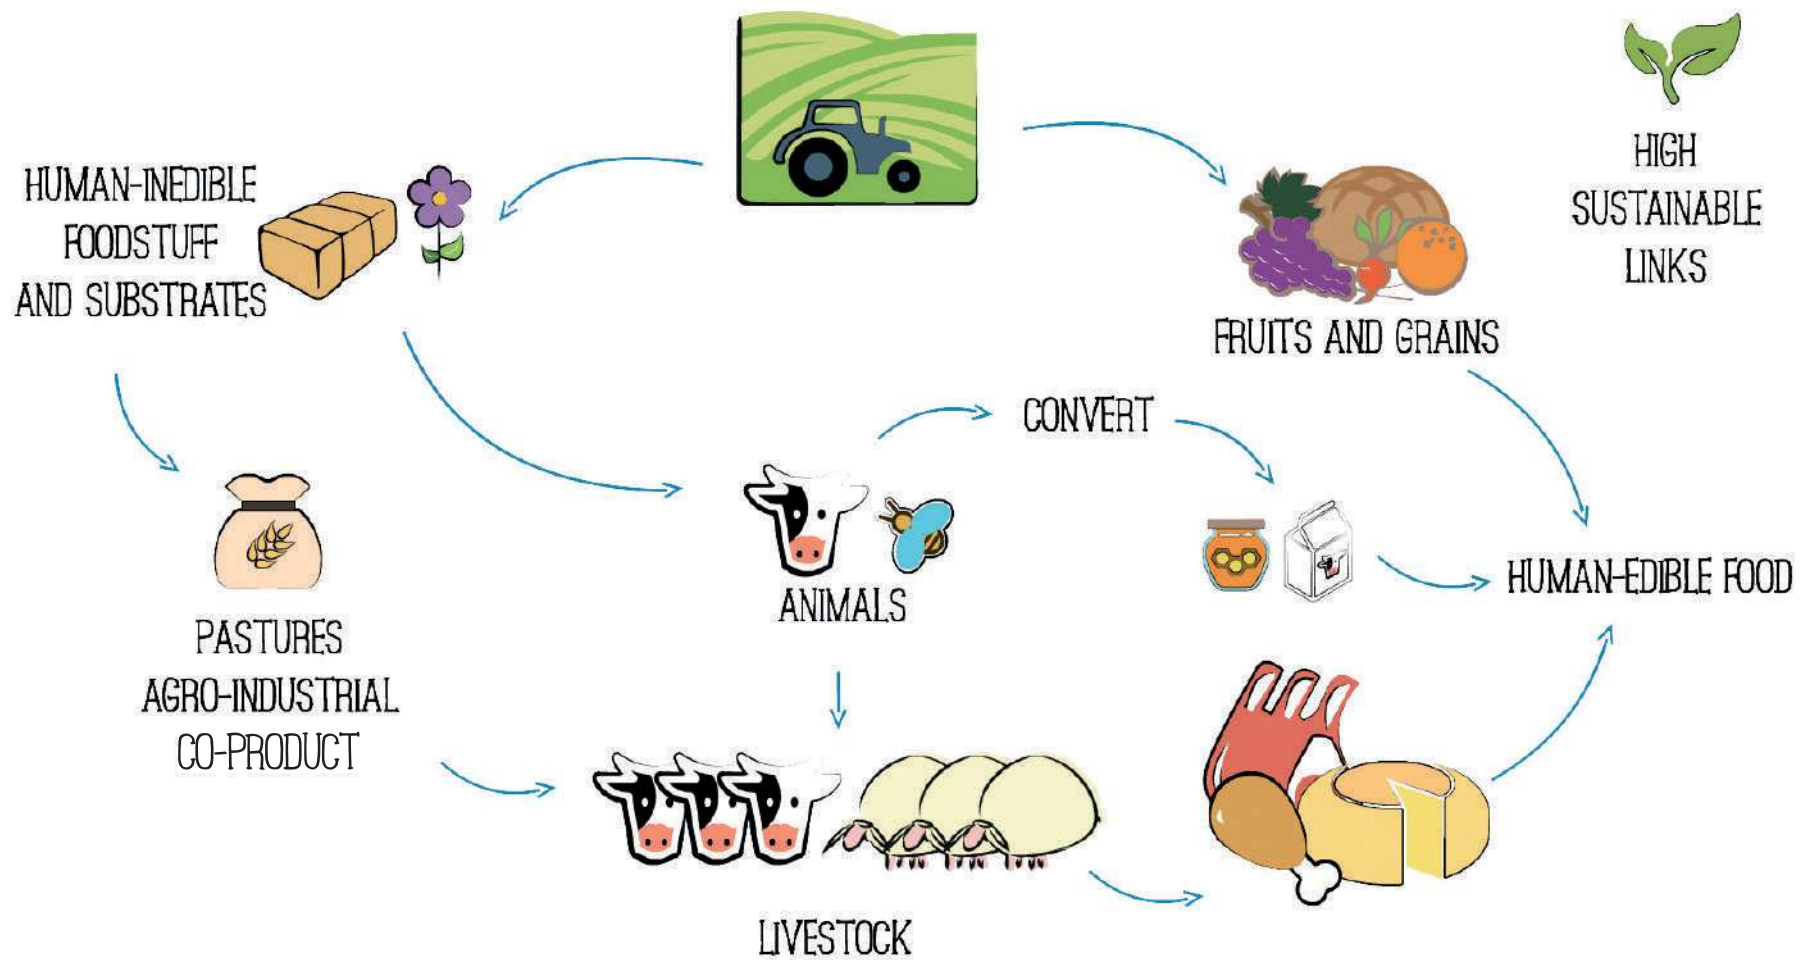 HUMAN-INEDIBLE
FOODSTUFF
AND SUBSTRATES
HIGH
SUSTAINABLE
LINKS
FRUITS AND GRAINS
CONVERT
ANIMALS
HUMAN-EDIBLE FOOD
PASTURES
AGRO-INDUSTRIAL
CO-PRODUCT
LIVESTOCK